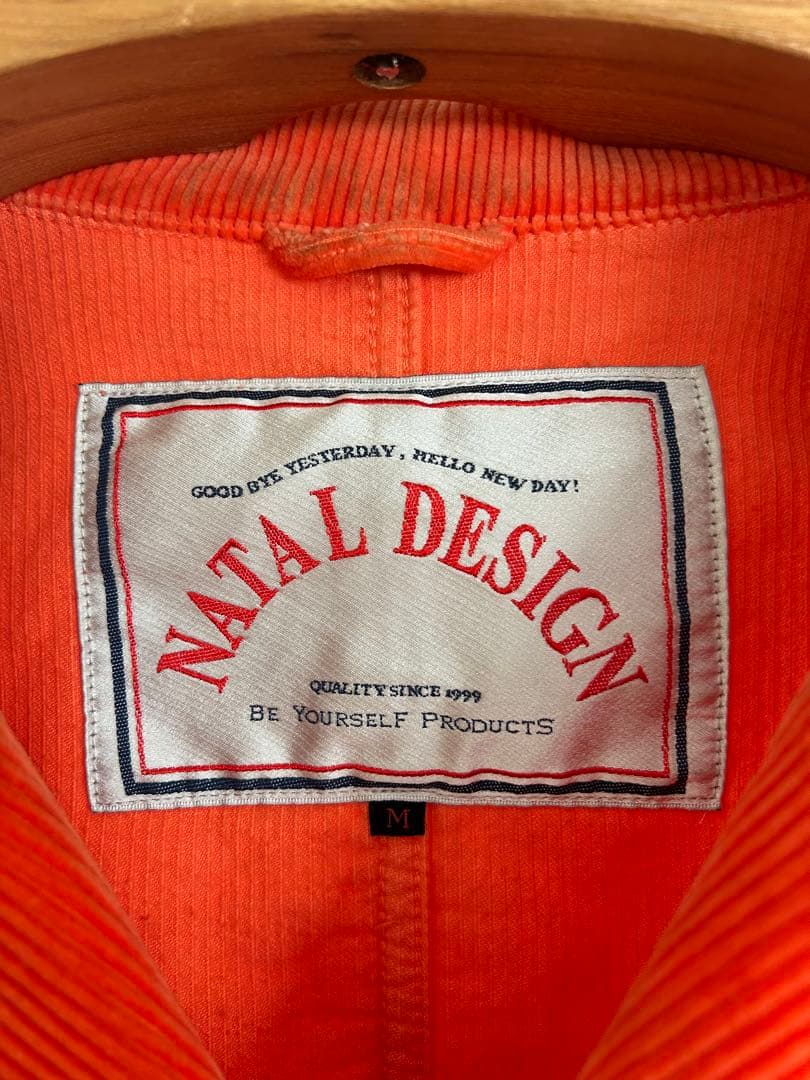 GOOD BYE YESTERDAY, HELLO NEW DAY!
NATAL DESIGN
QUALITY SINCE 1999
BE YOURSELF PRODUCTS
M